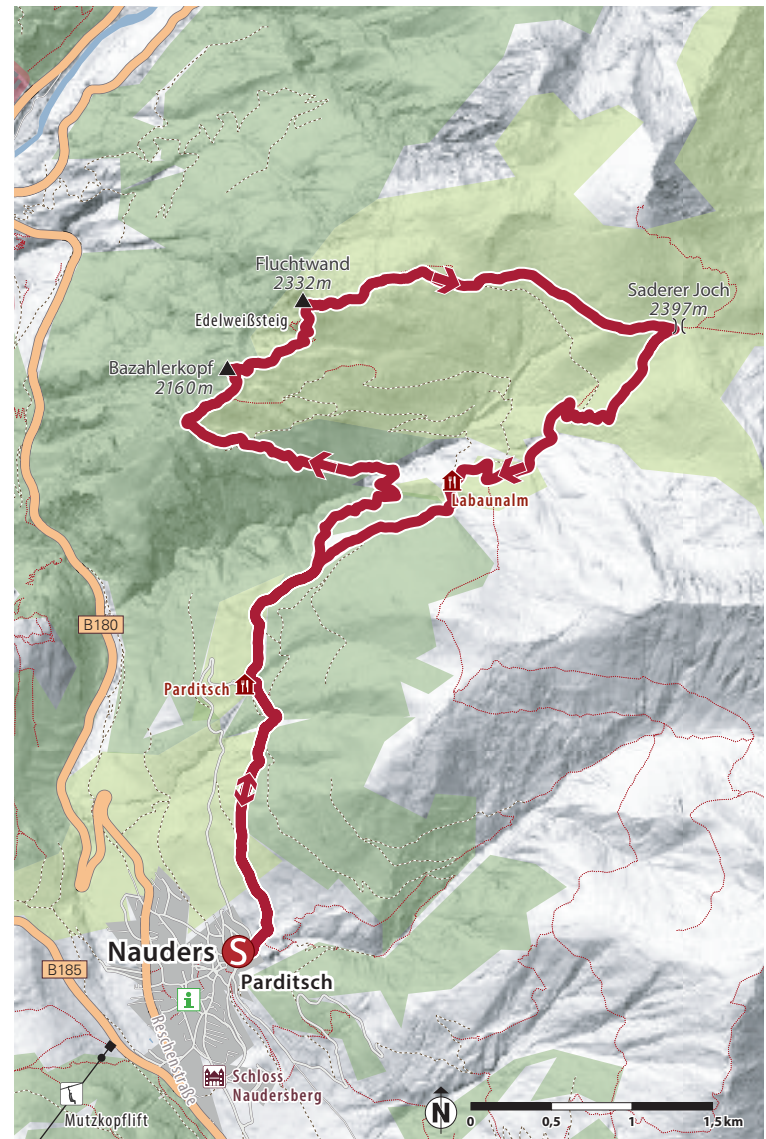 Fluchtwand
2332m
Saderer Joch
2397m
Edelweißsteig
Bazahlerkopf
2160m
Labaunalm
B180
Parditsch
Nauders
S
Parditsch
B185
i
Reschenstraße
Schloss
Naudersberg
Mutzkopflift
N
0
0,5
1
1,5 km